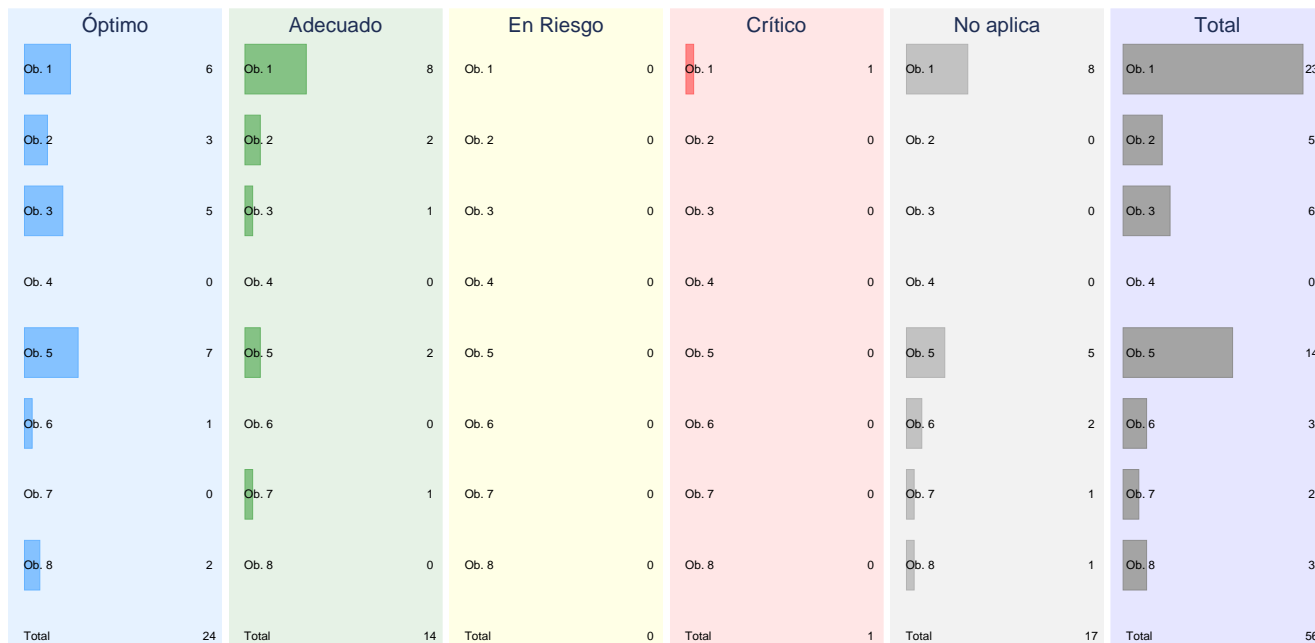 Óptimo Adecuado En Riesgo Crítico No aplica Total
Ob. 1 6 Ob. 1 8 Ob. 1 0 Ob. 1 1 Ob. 1 8 Ob. 1 23
Ob. 2 3 Ob. 2 2 Ob. 2 0 Ob. 2 0 Ob. 2 0 Ob. 2 5
Ob. 3 5 Ob. 3 1 Ob. 3 0 Ob. 3 0 Ob. 3 0 Ob. 3 6
Ob. 4 0 Ob. 4 0 Ob. 4 0 Ob. 4 0 Ob. 4 0 Ob. 4 0
Ob. 5 7 Ob. 5 2 Ob. 5 0 Ob. 5 0 Ob. 5 5 Ob. 5 14
Ob. 6 1 Ob. 6 0 Ob. 6 0 Ob. 6 0 Ob. 6 2 Ob. 6 3
Ob. 7 0 Ob. 7 1 Ob. 7 0 Ob. 7 0 Ob. 7 1 Ob. 7 2
Ob. 8 2 Ob. 8 0 Ob. 8 0 Ob. 8 0 Ob. 8 1 Ob. 8 3
Total 24 Total 14 Total 0 Total 1 Total 17 Total 56